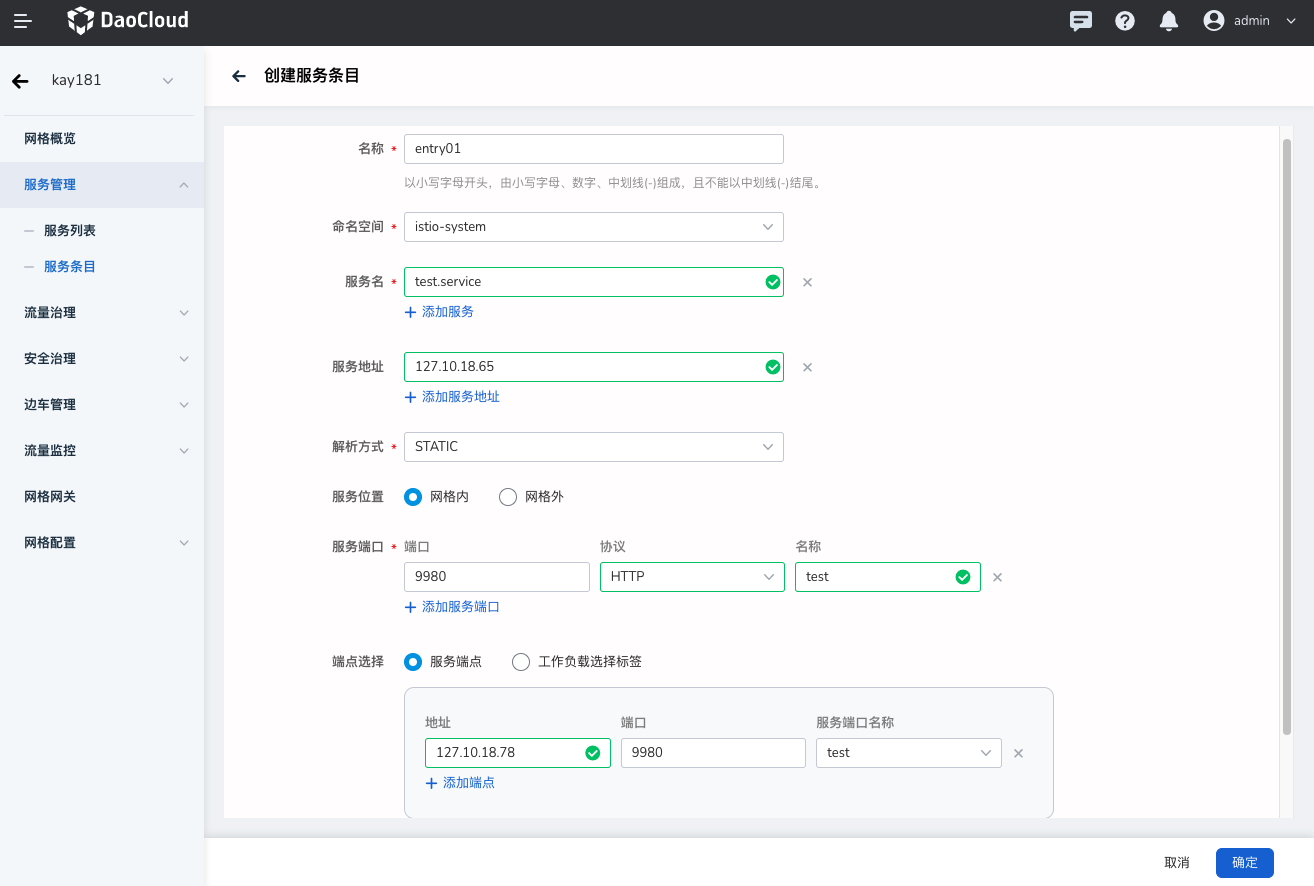 DaoCloud
admin
kay181
创建服务条目
网格概览
服务管理
服务列表
服务条目
流量治理
安全治理
边车管理
流量监控
网格网关
网格配置
名称 * entry01
以小写字母开头，由小写字母、数字、中划线(-)组成，且不能以中划线(-)结尾。
命名空间 * istio-system
服务名 * test.service
+ 添加服务
服务地址 127.10.18.65
+ 添加服务地址
解析方式 * STATIC
服务位置 网格内 网格外
服务端口 * 端口 协议 名称
9980 HTTP test
+ 添加服务端口
端点选择 服务端点 工作负载选择标签
地址 端口 服务端口名称
127.10.18.78 9980 test
+ 添加端点
取消 确定